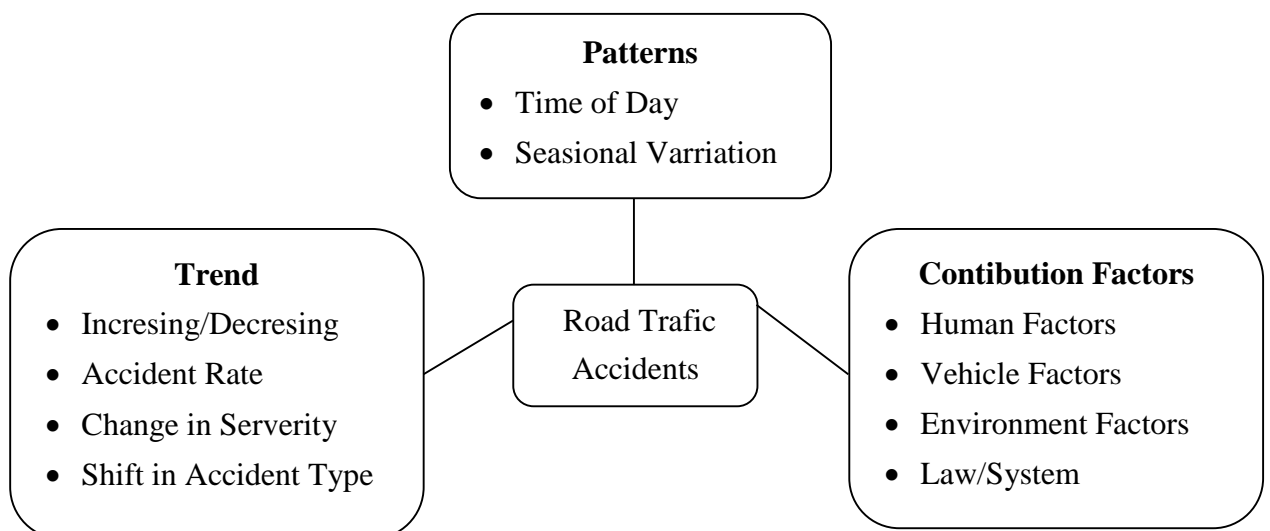 Patterns
• Time of Day
• Seasional Varriation
Trend
• Incresing/Decresing
• Accident Rate
• Change in Serverity
• Shift in Accident Type
Road Trafic
Accidents
Contibution Factors
• Human Factors
• Vehicle Factors
• Environment Factors
• Law/System